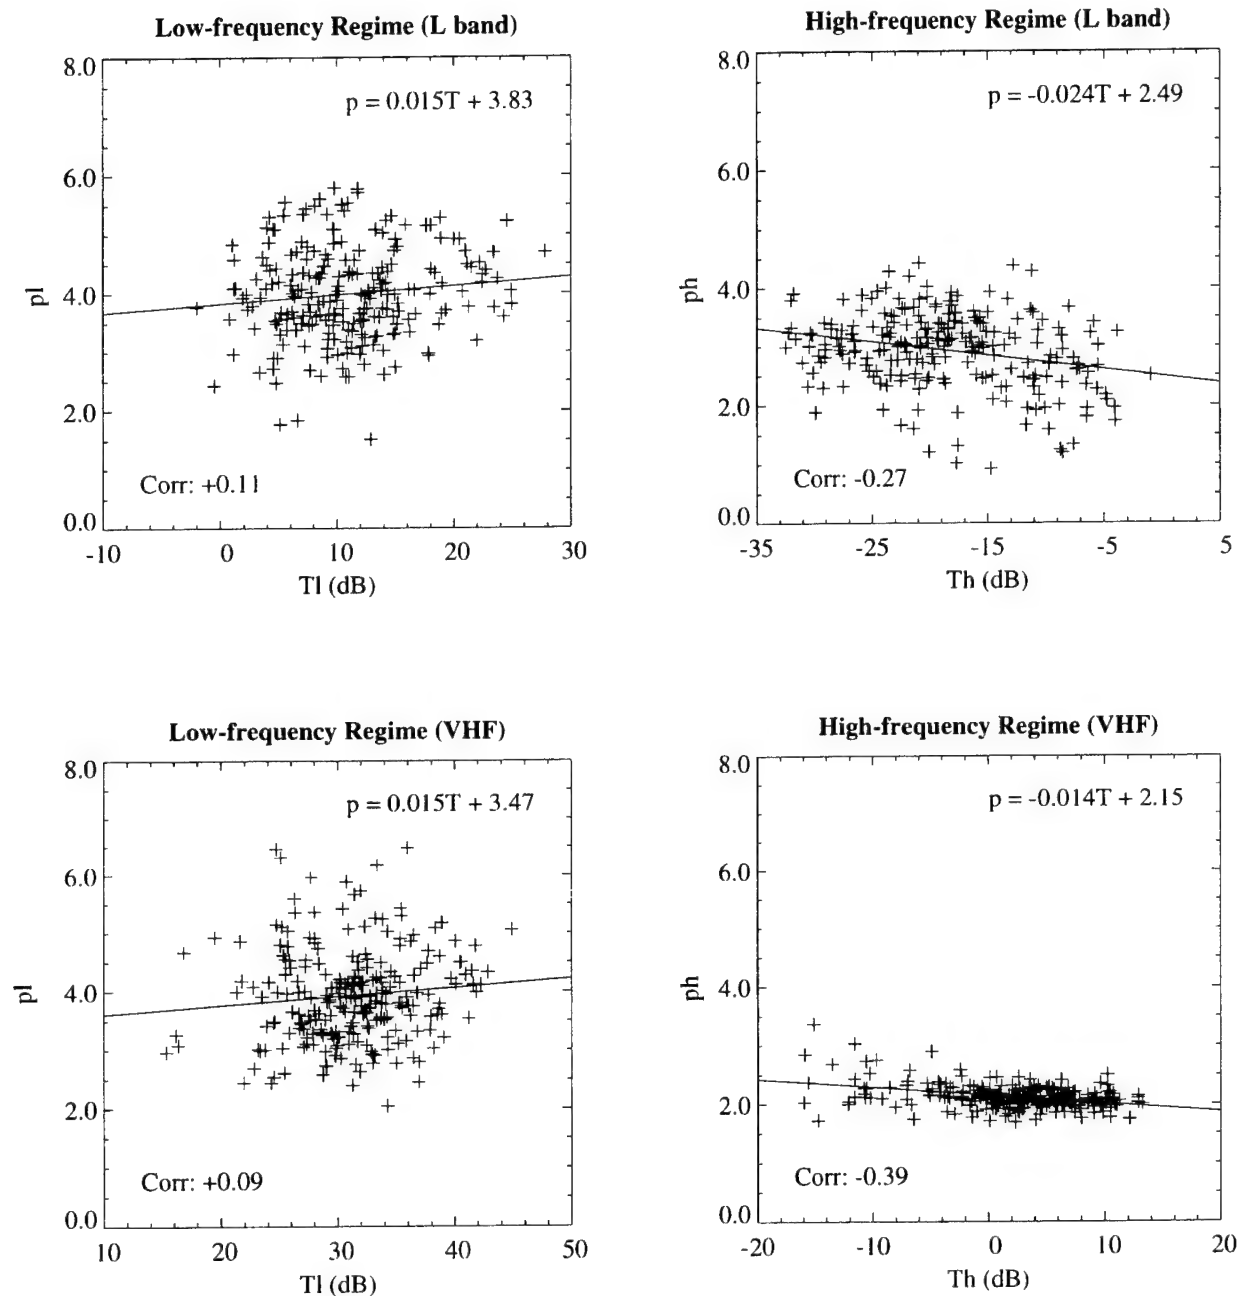 Low-frequency Regime (L band)
8.0
6.0
4.0
2.0
0.0
pl
p = 0.015T + 3.83
Corr: +0.11
-10 0 10 20 30
Tl (dB)
High-frequency Regime (L band)
8.0
6.0
4.0
2.0
0.0
ph
p = -0.024T + 2.49
Corr: -0.27
-35 -25 -15 -5 5
Th (dB)
Low-frequency Regime (VHF)
8.0
6.0
4.0
2.0
0.0
pl
p = 0.015T + 3.47
Corr: +0.09
10 20 30 40 50
Tl (dB)
High-frequency Regime (VHF)
8.0
6.0
4.0
2.0
0.0
ph
p = -0.014T + 2.15
Corr: -0.39
-20 -10 0 10 20
Th (dB)